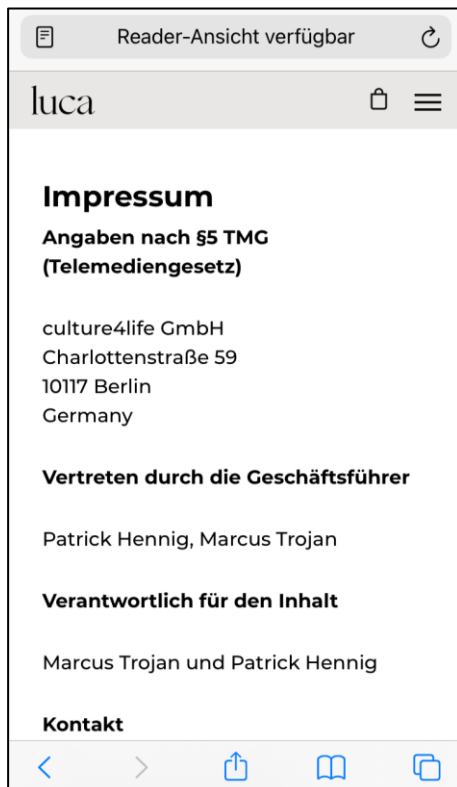 Reader-Ansicht verfügbar
luca
Impressum
Angaben nach §5 TMG
(Telemediengesetz)
culture4life GmbH
Charlottenstraße 59
10117 Berlin
Germany
Vertreten durch die Geschäftsführer
Patrick Hennig, Marcus Trojan
Verantwortlich für den Inhalt
Marcus Trojan und Patrick Hennig
Kontakt